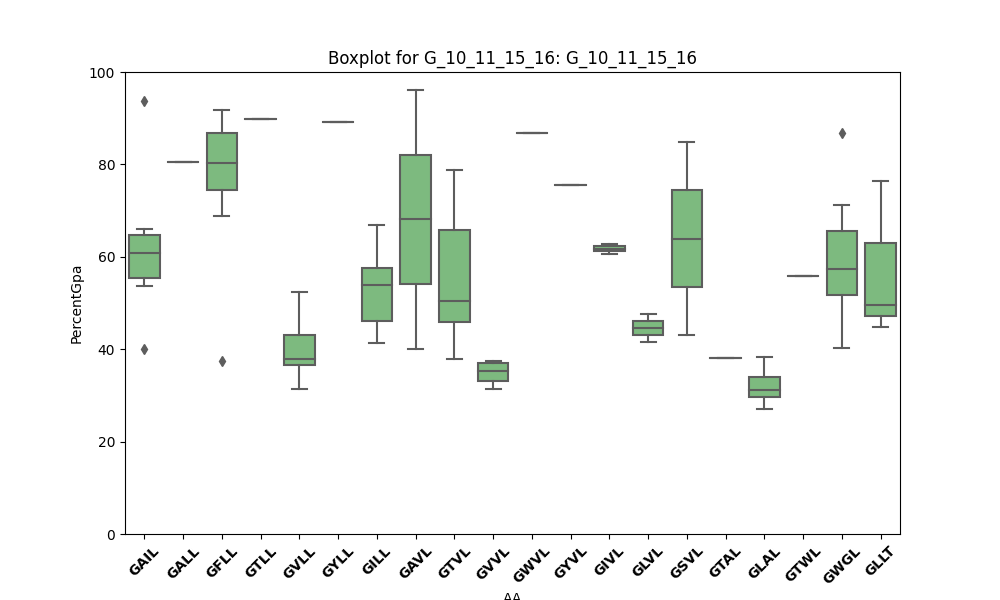 Boxplot for G_10_11_15_16: G_10_11_15_16
PercentGpa
100
80
60
40
20
0
GAIL GALL GFLL GTLL GVLL GYLL GILL GAVL GTVL GVVL GWVL GYVL GIVL GLVL GSVL GTAL GLAL GTWL GWGL GLLT
AA